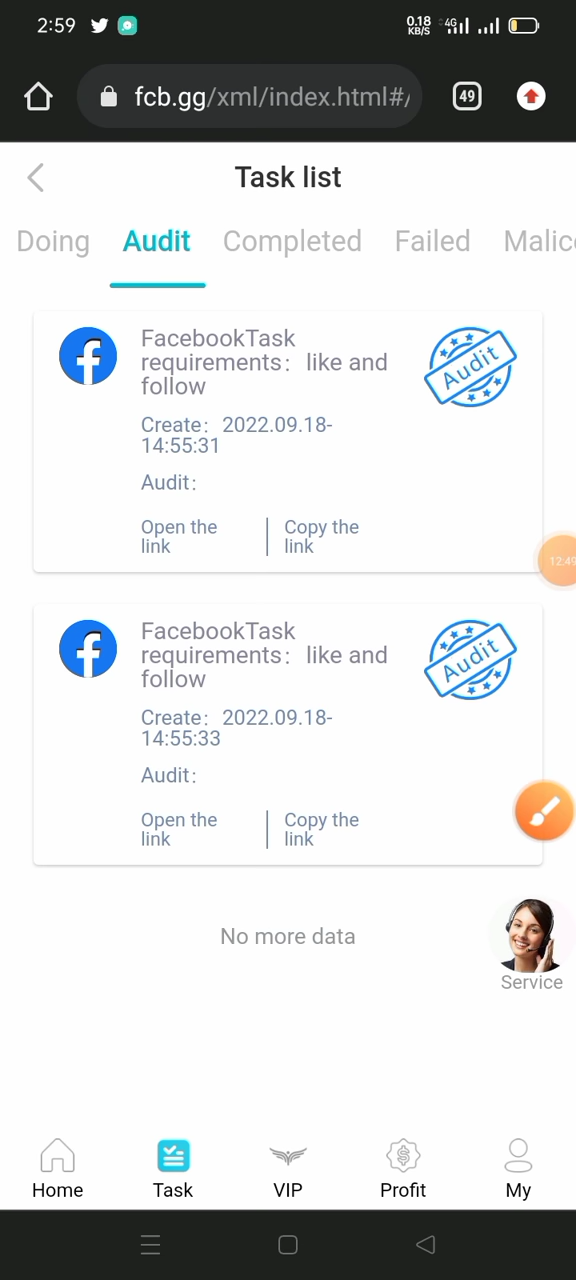 2:59
0.18
KB/S
4G
fcb.gg/xml/index.html#/
49
Task list
Doing Audit Completed Failed Malic
FacebookTask
requirements： like and
follow
Audit
Create： 2022.09.18-
14:55:31
Audit：
Open the
link
Copy the
link
12:49
FacebookTask
requirements： like and
follow
Audit
Create： 2022.09.18-
14:55:33
Audit：
Open the
link
Copy the
link
No more data
Service
Home Task VIP Profit My